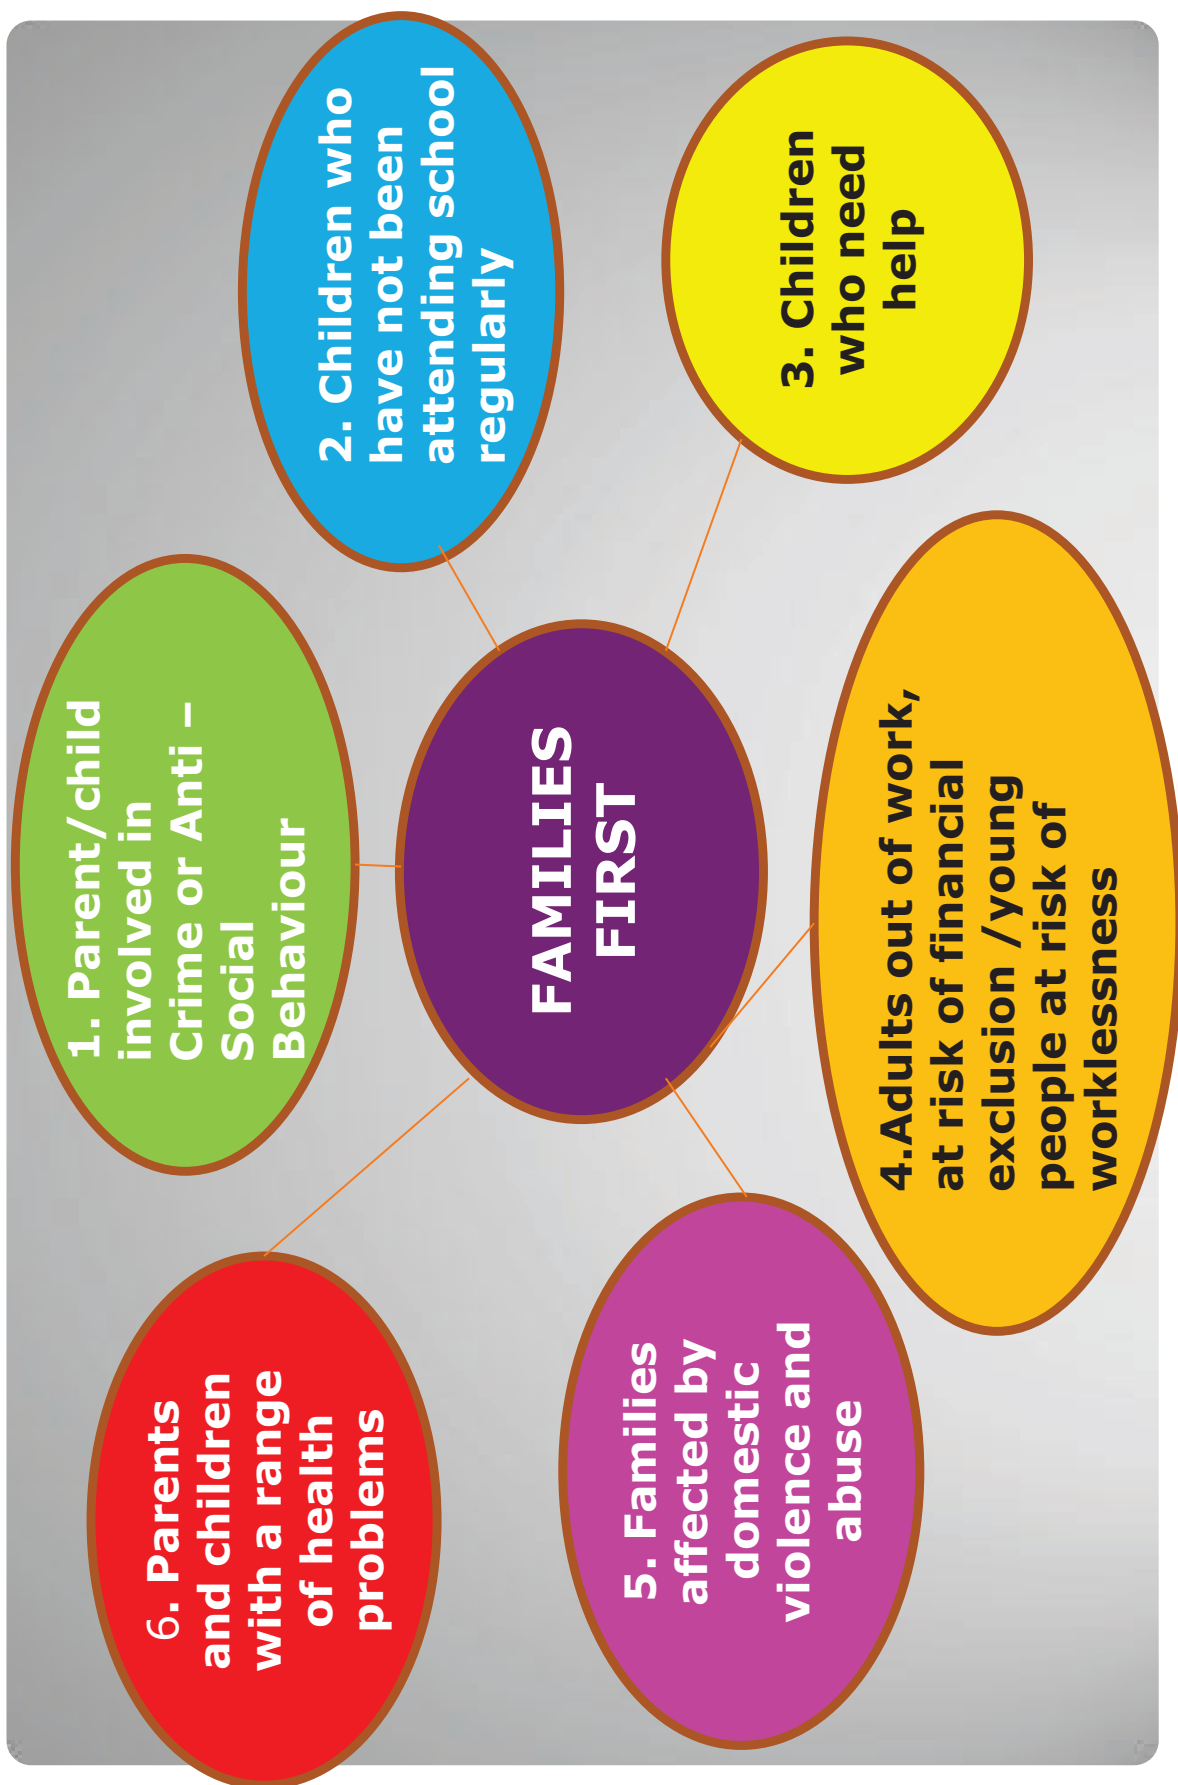 FAMILIES
FIRST
1. Parent/child
involved in
Crime or Anti –
Social
Behaviour
2. Children who
have not been
attending school
regularly
3. Children
who need
help
4.Adults out of work,
at risk of financial
exclusion /young
people at risk of
worklessness
5. Families
affected by
domestic
violence and
abuse
6. Parents
and children
with a range
of health
problems